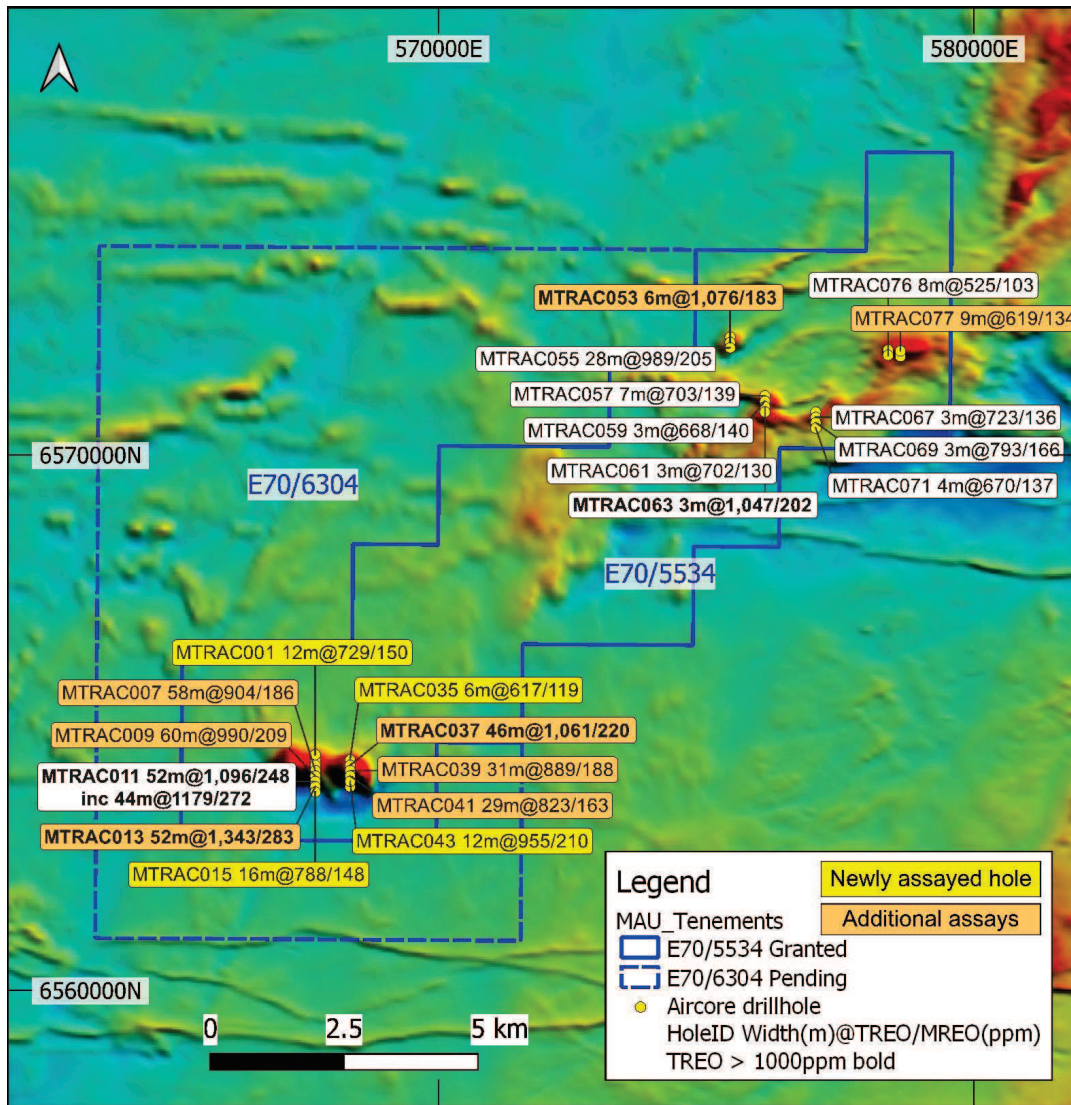 570000E
580000E
MTRAC076 8m@525/103
MTRAC053 6m@1,076/183
MTRAC077 9m@619/134
MTRAC055 28m@989/205
MTRAC057 7m@703/139
MTRAC067 3m@723/136
MTRAC059 3m@668/140
MTRAC069 3m@793/166
6570000N
MTRAC061 3m@702/130
MTRAC071 4m@670/137
E70/6304
MTRAC063 3m@1,047/202
E70/5534
MTRAC001 12m@729/150
MTRAC007 58m@904/186
MTRAC035 6m@617/119
MTRAC009 60m@990/209
MTRAC037 46m@1,061/220
MTRAC011 52m@1,096/248
inc 44m@1179/272
MTRAC039 31m@889/188
MTRAC041 29m@823/163
MTRAC013 52m@1,343/283
MTRAC043 12m@955/210
MTRAC015 16m@788/148
Legend
Newly assayed hole
MAU_Tenements
Additional assays
E70/5534 Granted
E70/6304 Pending
Aircore drillhole
HoleID Width(m)@TREO/MREO(ppm)
TREO > 1000ppm bold
6560000N
0 2.5 5 km